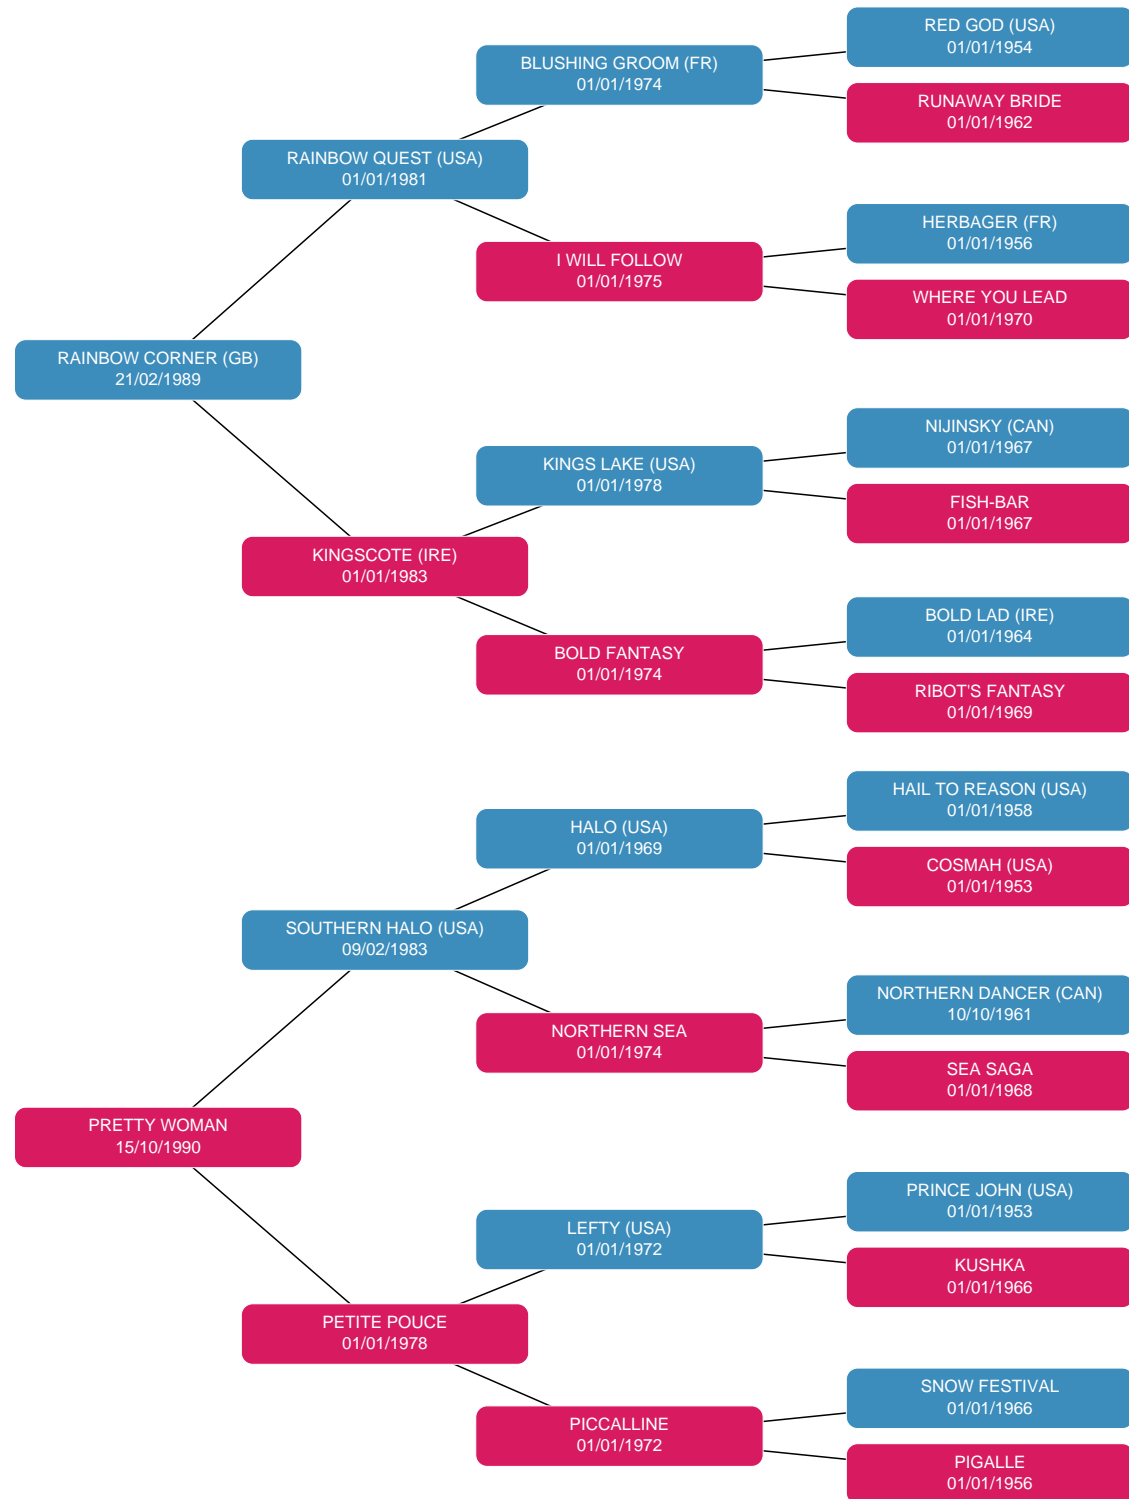 RED GOD (USA)
01/01/1954
BLUSHING GROOM (FR)
01/01/1974
RUNAWAY BRIDE
01/01/1962
RAINBOW QUEST (USA)
01/01/1981
HERBAGER (FR)
01/01/1956
I WILL FOLLOW
01/01/1975
WHERE YOU LEAD
01/01/1970
RAINBOW CORNER (GB)
21/02/1989
NIJINSKY (CAN)
01/01/1967
KINGS LAKE (USA)
01/01/1978
FISH-BAR
01/01/1967
KINGSCOTE (IRE)
01/01/1983
BOLD LAD (IRE)
01/01/1964
BOLD FANTASY
01/01/1974
RIBOT'S FANTASY
01/01/1969
HAIL TO REASON (USA)
01/01/1958
HALO (USA)
01/01/1969
COSMAH (USA)
01/01/1953
SOUTHERN HALO (USA)
09/02/1983
NORTHERN DANCER (CAN)
10/10/1961
NORTHERN SEA
01/01/1974
SEA SAGA
01/01/1968
PRETTY WOMAN
15/10/1990
PRINCE JOHN (USA)
01/01/1953
LEFTY (USA)
01/01/1972
KUSHKA
01/01/1966
PETITE POUCE
01/01/1978
SNOW FESTIVAL
01/01/1966
PICCALLINE
01/01/1972
PIGALLE
01/01/1956